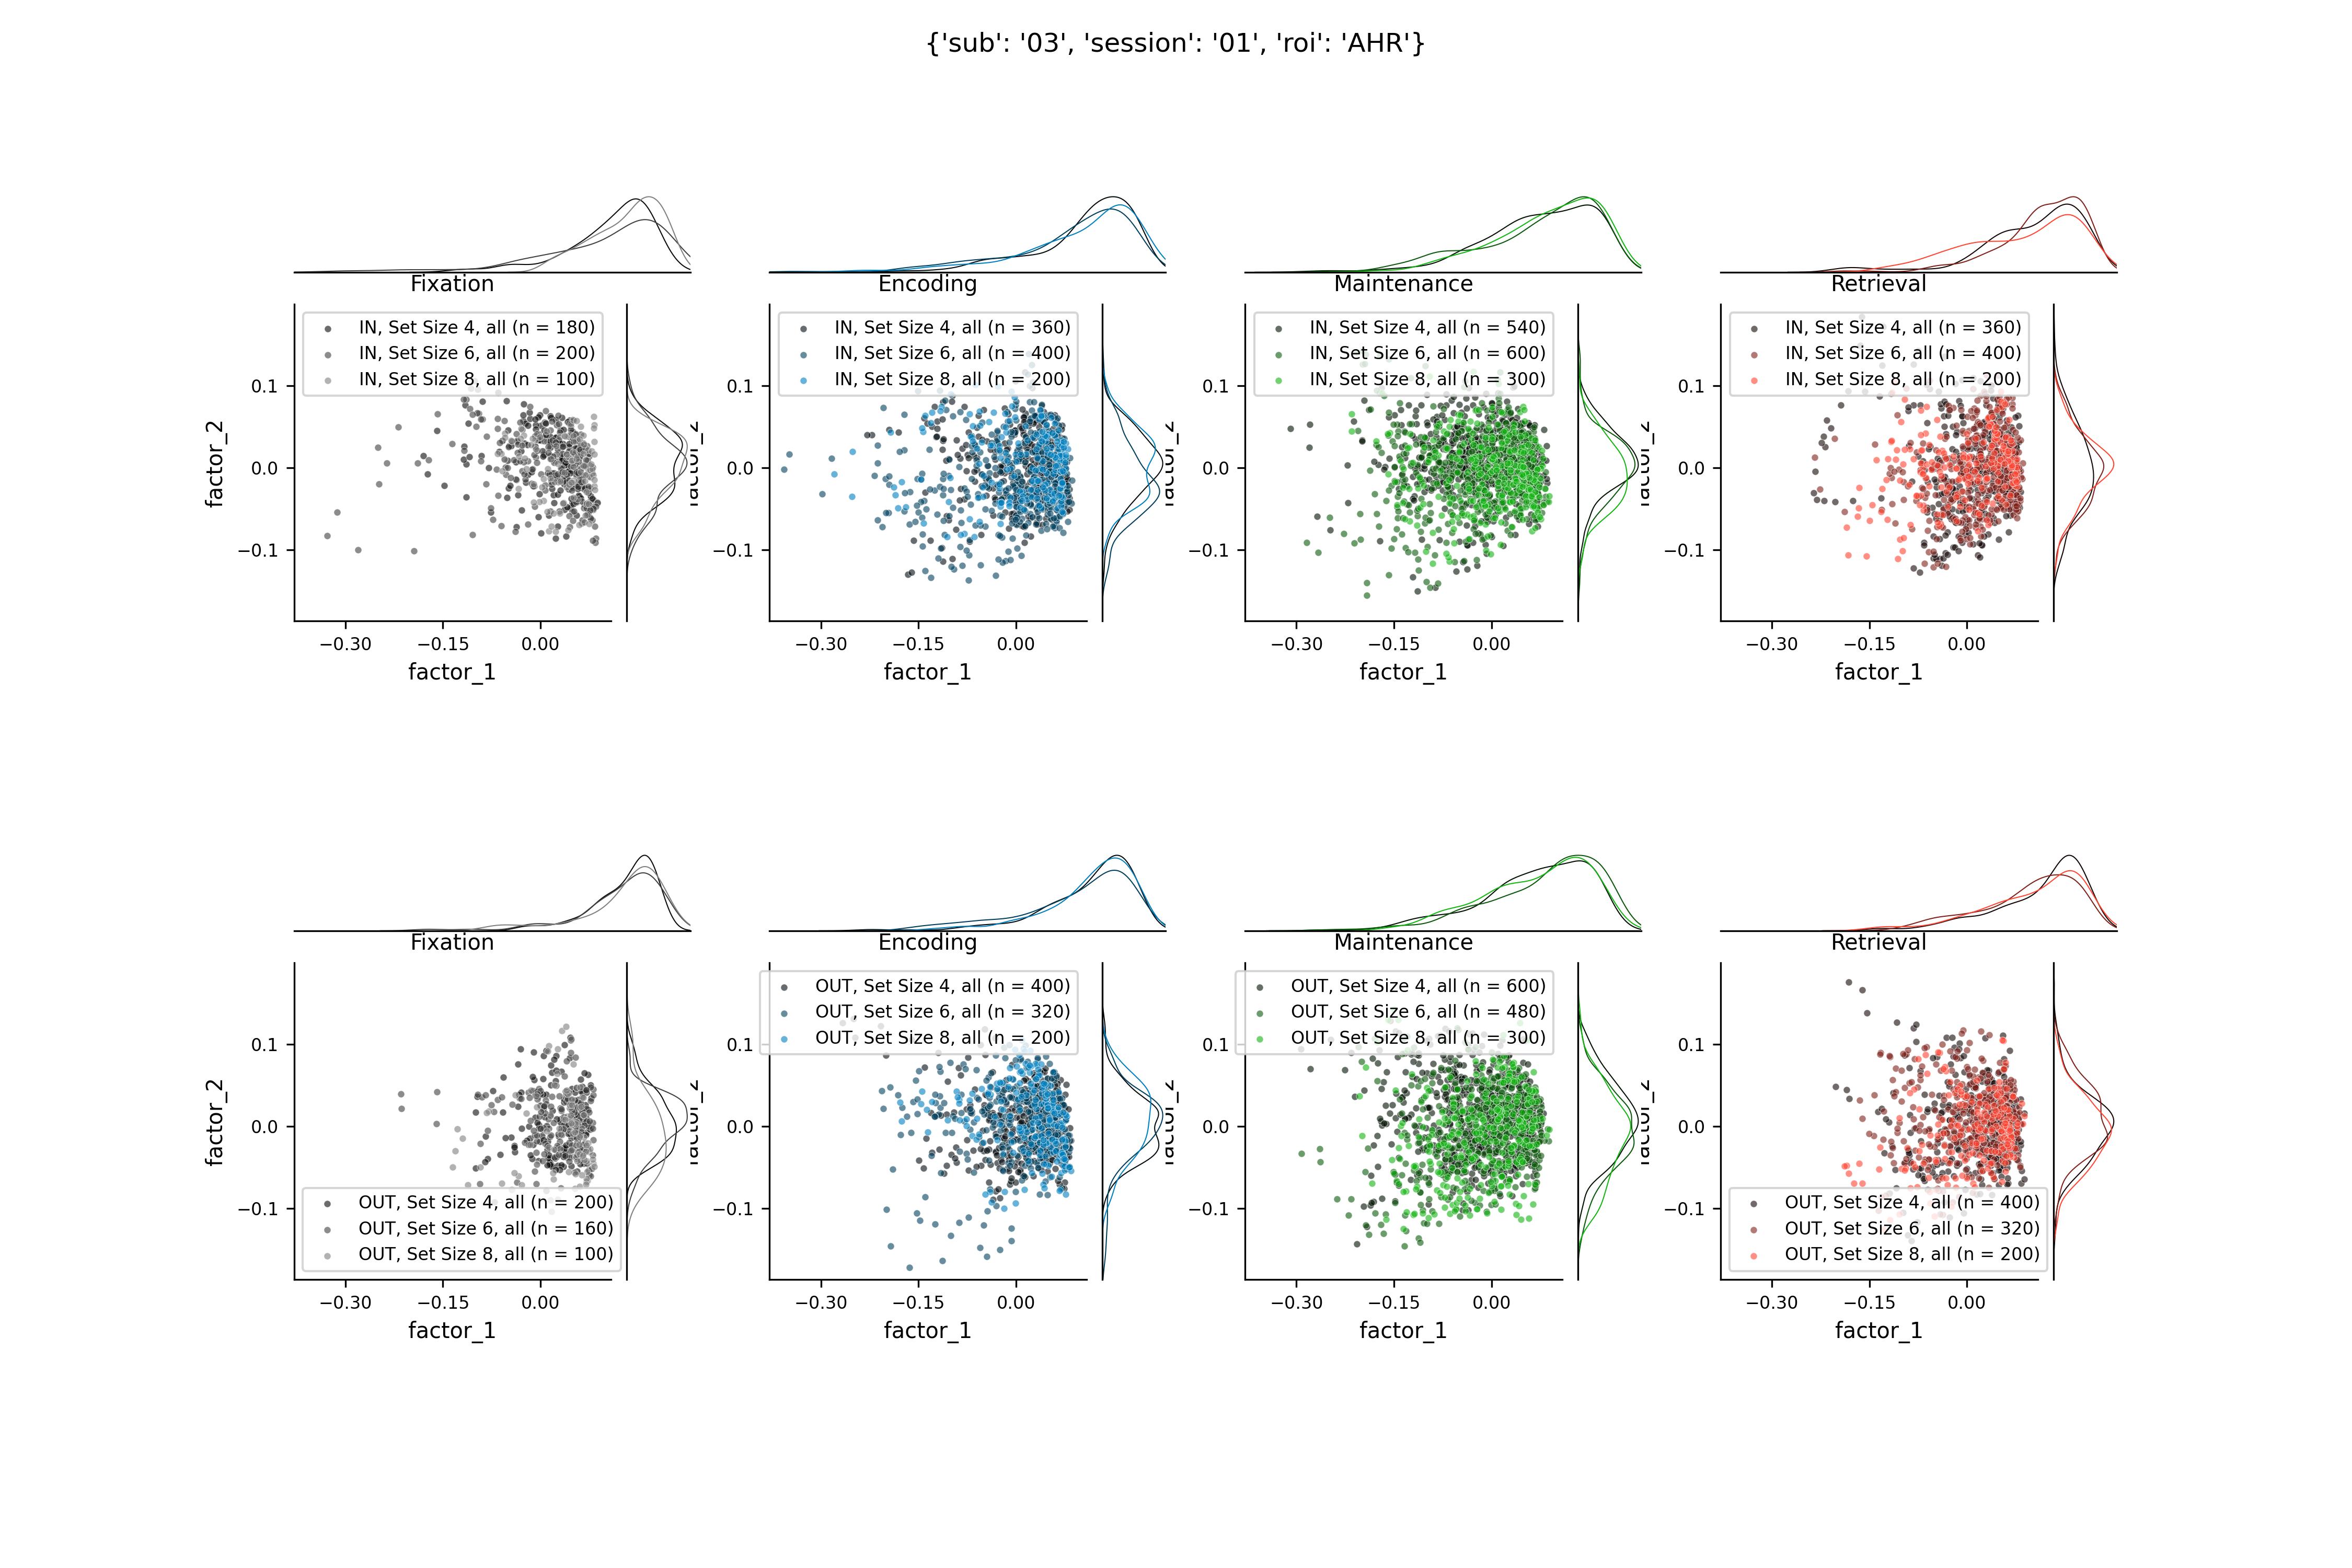 {'sub': '03', 'session': '01', 'roi': 'AHR'}
Fixation
Encoding
Maintenance
Retrieval
IN, Set Size 4, all (n = 180)
IN, Set Size 6, all (n = 200)
IN, Set Size 8, all (n = 100)
IN, Set Size 4, all (n = 360)
IN, Set Size 6, all (n = 400)
IN, Set Size 8, all (n = 200)
IN, Set Size 4, all (n = 540)
IN, Set Size 6, all (n = 600)
IN, Set Size 8, all (n = 300)
IN, Set Size 4, all (n = 360)
IN, Set Size 6, all (n = 400)
IN, Set Size 8, all (n = 200)
factor_2
0.1
0.0
−0.1
factor_2
0.1
0.0
−0.1
factor_2
0.1
0.0
−0.1
factor_2
0.1
0.0
−0.1
−0.30 −0.15 0.00
−0.30 −0.15 0.00
−0.30 −0.15 0.00
−0.30 −0.15 0.00
factor_1
factor_1
factor_1
factor_1
Fixation
Encoding
Maintenance
Retrieval
OUT, Set Size 4, all (n = 200)
OUT, Set Size 6, all (n = 160)
OUT, Set Size 8, all (n = 100)
OUT, Set Size 4, all (n = 400)
OUT, Set Size 6, all (n = 320)
OUT, Set Size 8, all (n = 200)
OUT, Set Size 4, all (n = 600)
OUT, Set Size 6, all (n = 480)
OUT, Set Size 8, all (n = 300)
OUT, Set Size 4, all (n = 400)
OUT, Set Size 6, all (n = 320)
OUT, Set Size 8, all (n = 200)
factor_2
0.1
0.0
−0.1
factor_2
0.1
0.0
−0.1
factor_2
0.1
0.0
−0.1
factor_2
0.1
0.0
−0.1
−0.30 −0.15 0.00
−0.30 −0.15 0.00
−0.30 −0.15 0.00
−0.30 −0.15 0.00
factor_1
factor_1
factor_1
factor_1